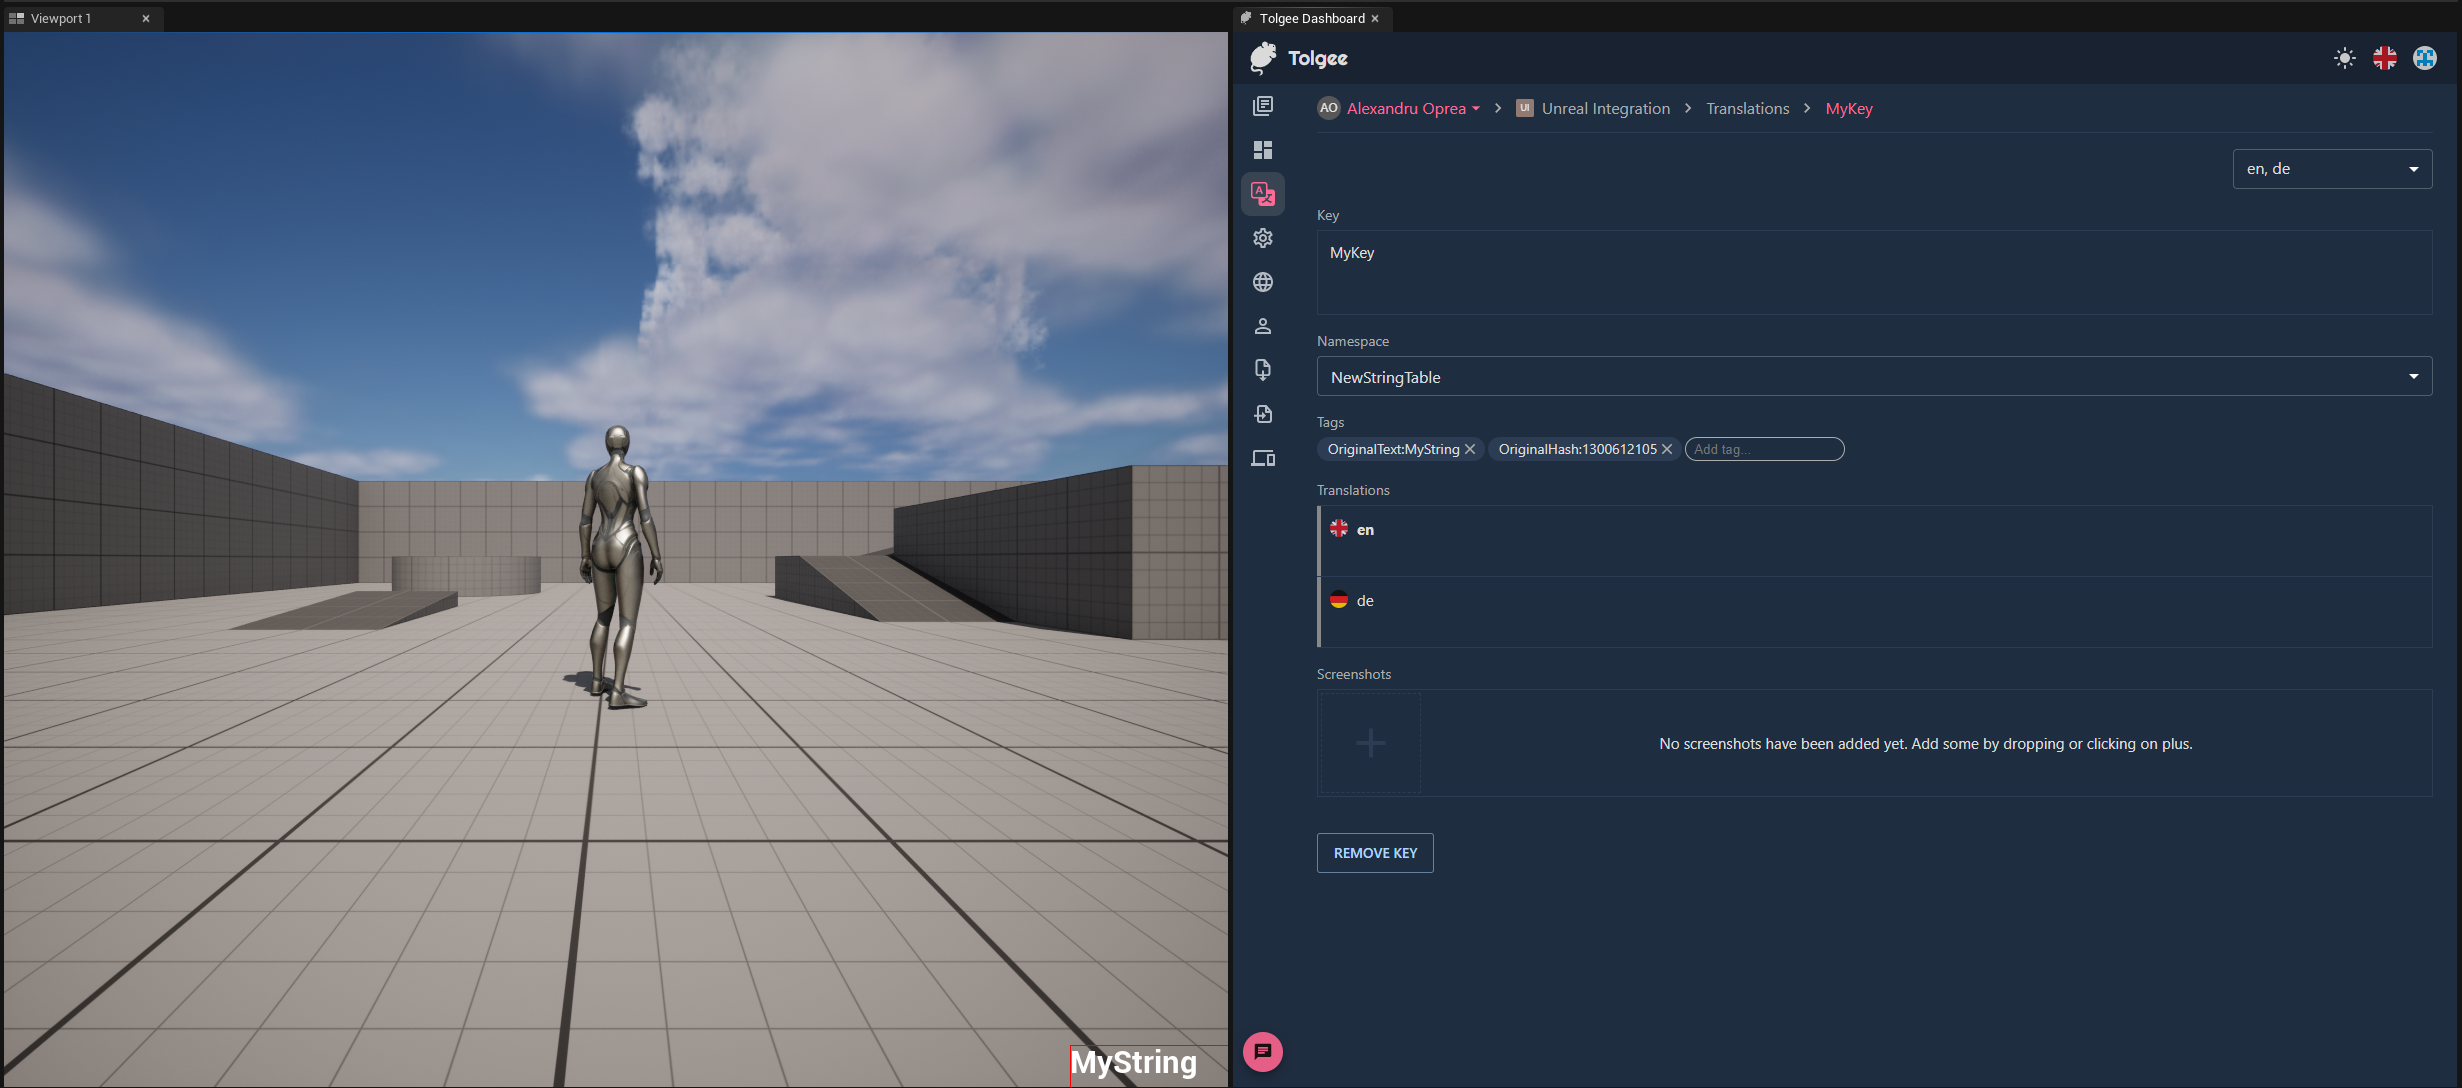 Viewport 1
Tolgee Dashboard
Tolgee
AO Alexandru Oprea > UI Unreal Integration > Translations > MyKey
en, de
Key
MyKey
Namespace
NewStringTable
Tags
OriginalText:MyString OriginalHash:1300612105 Add tag...
Translations
en
de
Screenshots
No screenshots have been added yet. Add some by dropping or clicking on plus.
REMOVE KEY
MyString